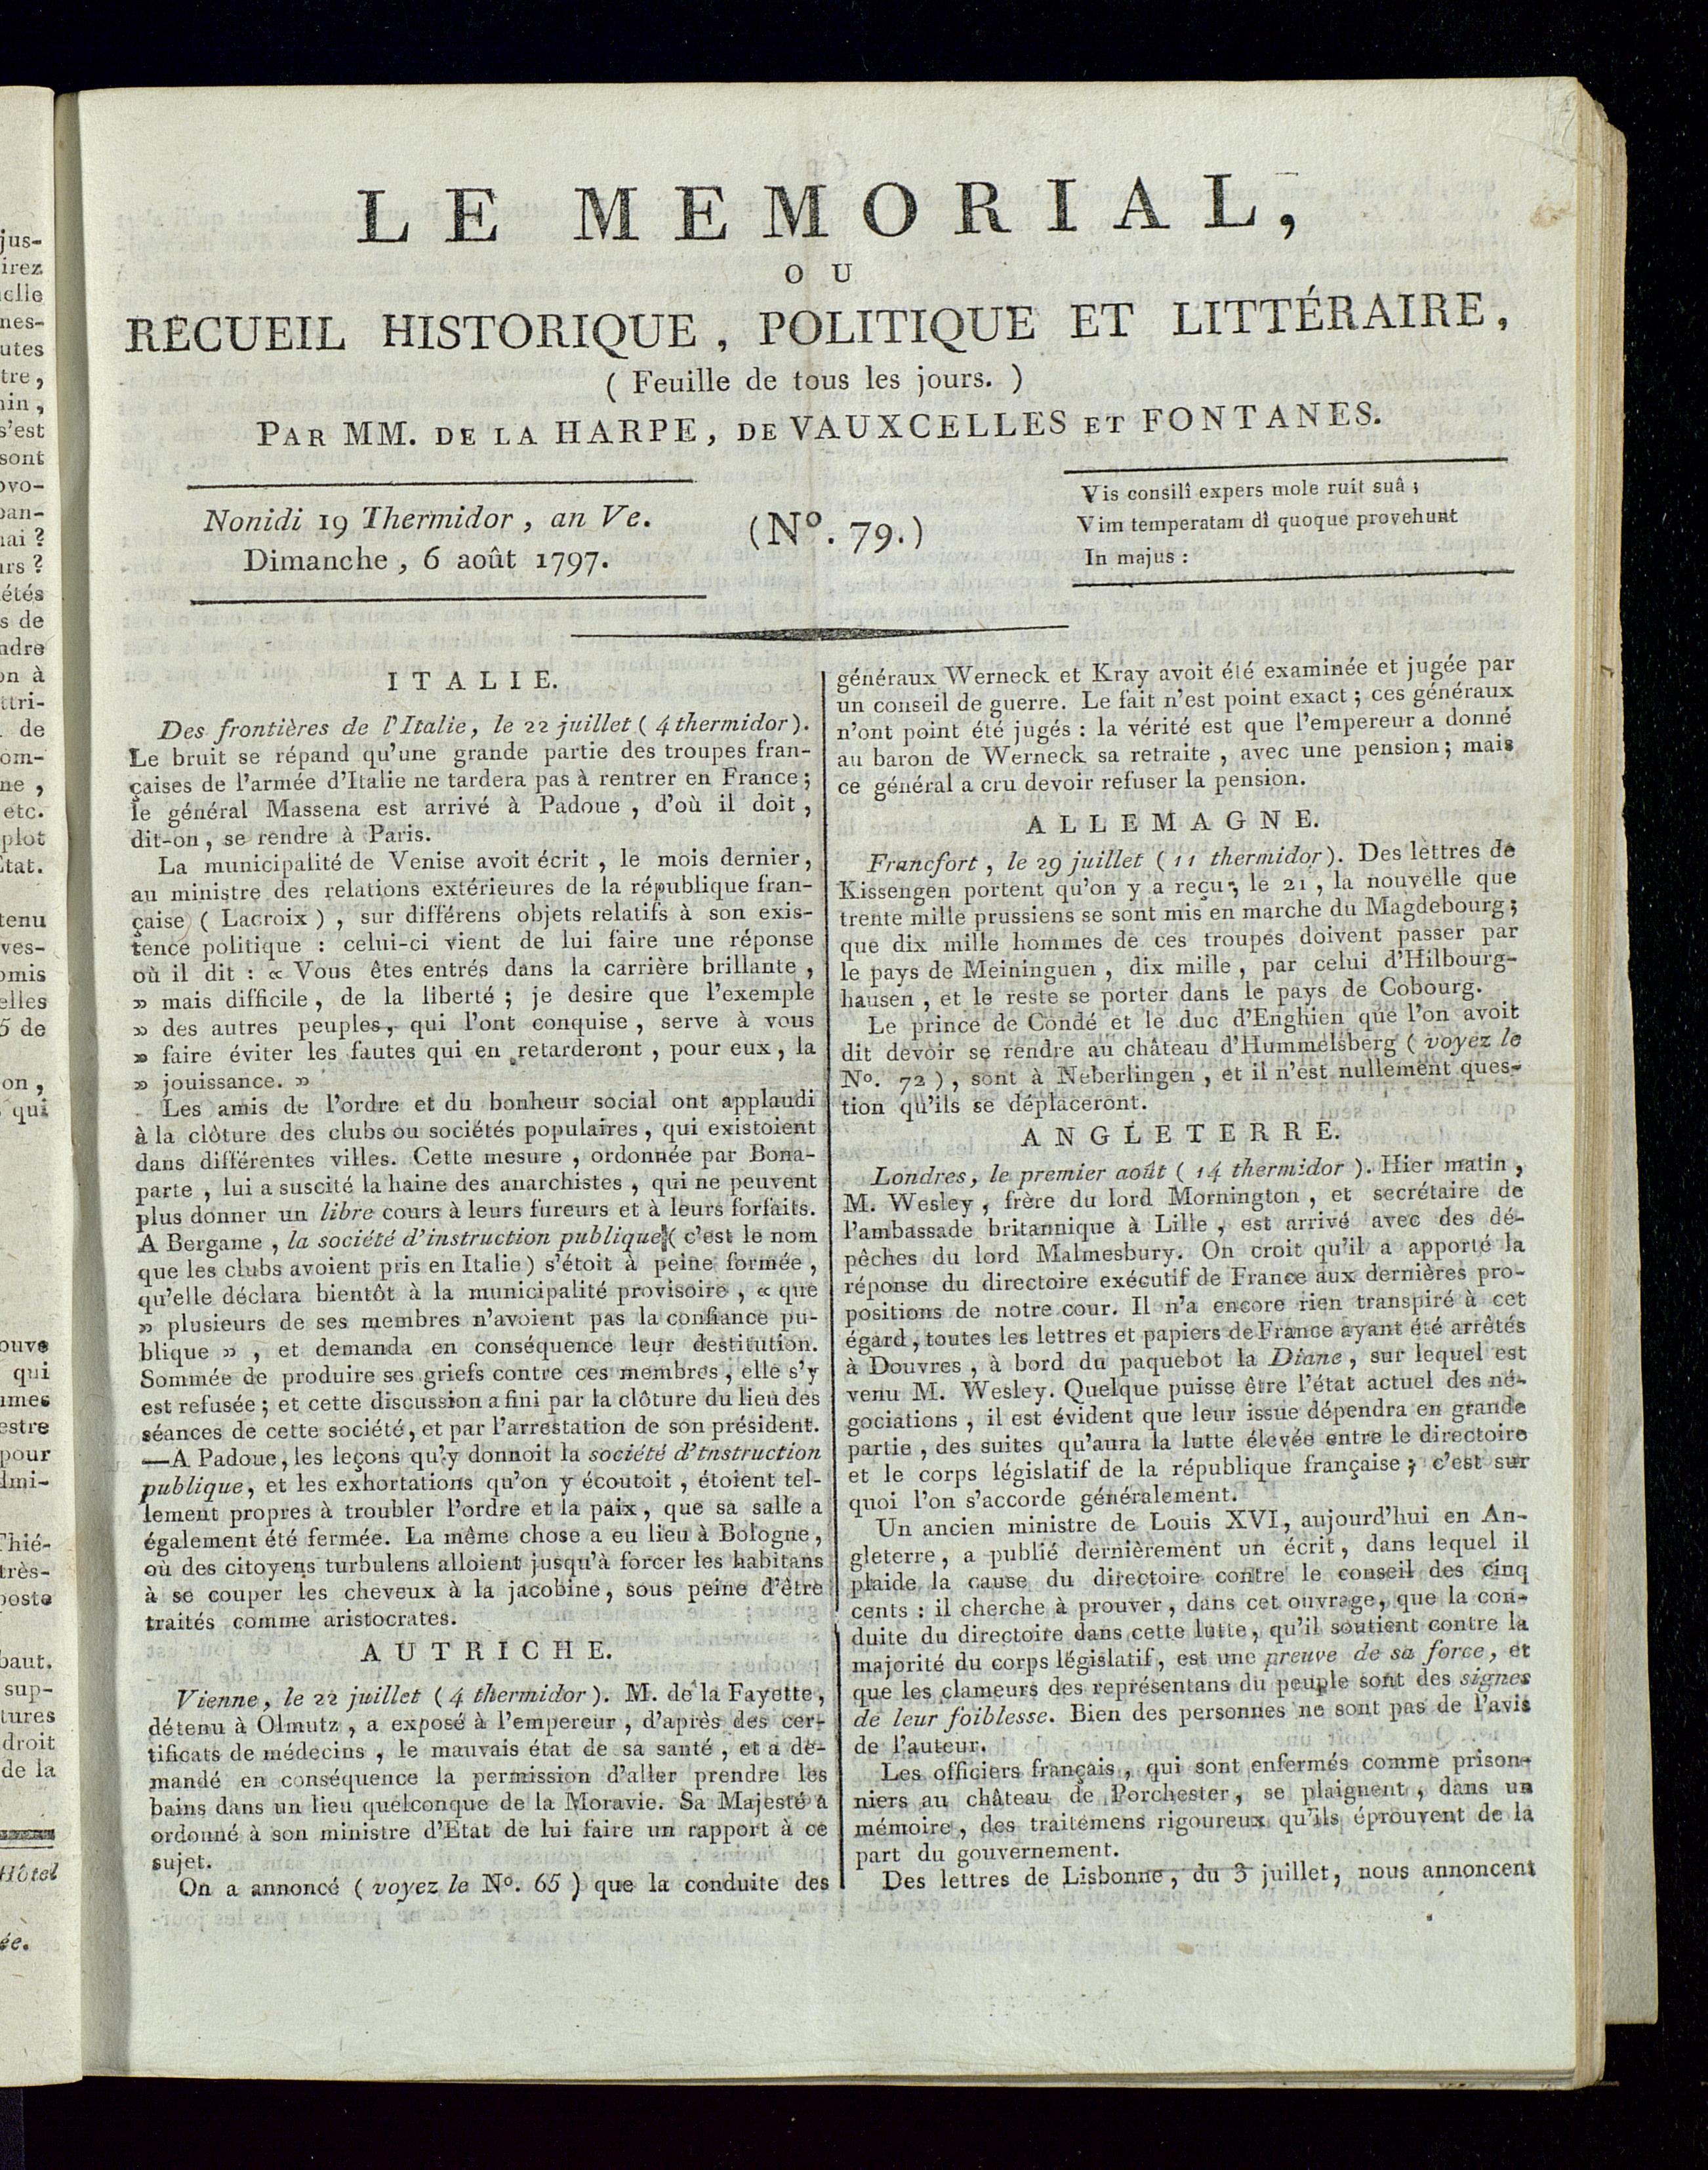 LE MEMORIAL,
OU
RECUEIL HISTORIQUE, POLITIQUE ET LITTÉRAIRE,
( Feuille de tous les jours. )
PAR MM. DE LA HARPE, DE VAUXCELLES ET FONTANES.
Nonidi 19 Thermidor, an Ve.
Dimanche, 6 août 1797.
(Nº. 79.)
Vis consilî expers mole ruit suâ ;
Vim temperatam dî quoque provehunt
In majus :
ITALIE.
Des frontières de l'Italie, le 22 juillet ( 4 thermidor).
Le bruit se répand qu'une grande partie des troupes fran-
çaises de l'armée d'Italie ne tardera pas à rentrer en France;
le général Massena est arrivé à Padoue, d'où il doit,
dit-on, se rendre à Paris.
La municipalité de Venise avoit écrit, le mois dernier,
au ministre des relations extérieures de la république fran-
çaise ( Lacroix ), sur différens objets relatifs à son exis-
tence politique : celui-ci vient de lui faire une réponse
où il dit : « Vous êtes entrés dans la carrière brillante,
» mais difficile, de la liberté ; je desire que l'exemple
» des autres peuples, qui l'ont conquise, serve à vous
» faire éviter les fautes qui en retarderont, pour eux, la
» jouissance. »
Les amis de l'ordre et du bonheur social ont applaudi
à la clôture des clubs ou sociétés populaires, qui existoient
dans différentes villes. Cette mesure, ordonnée par Bona-
parte, lui a suscité la haine des anarchistes, qui ne peuvent
plus donner un libre cours à leurs fureurs et à leurs forfaits.
A Bergame, la société d'instruction publique ( c'est le nom
que les clubs avoient pris en Italie) s'étoit à peine formée,
qu'elle déclara bientôt à la municipalité provisoire, « que
» plusieurs de ses membres n'avoient pas la confiance pu-
blique », et demanda en conséquence leur destitution.
Sommée de produire ses griefs contre ces membres, elle s'y
est refusée ; et cette discussion a fini par la clôture du lieu des
séances de cette société, et par l'arrestation de son président.
—A Padoue, les leçons qu'y donnoit la société d'tnstruction
publique, et les exhortations qu'on y écoutoit, étoient tel-
lement propres à troubler l'ordre et la paix, que sa salle a
également été fermée. La même chose a eu lieu à Bologne,
où des citoyens turbulens alloient jusqu'à forcer les habitans
à se couper les cheveux à la jacobine, sous peine d'être
traités comme aristocrates.
AUTRICHE.
Vienne, le 22 juillet ( 4 thermidor). M. de la Fayette,
détenu à Olmutz, a exposé à l'empereur, d'après des cer-
tificats de médecins, le mauvais état de sa santé, et a de-
mandé en conséquence la permission d'aller prendre les
bains dans un lieu quelconque de la Moravie. Sa Majesté a
ordonné à son ministre d'Etat de lui faire un rapport à ce
sujet.
On a annoncé ( voyez le Nº. 65 ) que la conduite des
généraux Werneck et Kray avoit été examinée et jugée par
un conseil de guerre. Le fait n'est point exact ; ces généraux
n'ont point été jugés : la vérité est que l'empereur a donné
au baron de Werneck sa retraite, avec une pension; mais
ce général a cru devoir refuser la pension.
ALLEMAGNE.
Francfort, le 29 juillet ( 11 thermidor). Des lettres de
Kissengen portent qu'on y a reçu, le 21, la nouvelle que
trente mille prussiens se sont mis en marche du Magdebourg;
que dix mille hommes de ces troupes doivent passer par
le pays de Meininguen, dix mille, par celui d'Hilbourg-
hausen, et le reste se porter dans le pays de Cobourg.
Le prince de Condé et le duc d'Enghien que l'on avoit
dit devoir se rendre au château d'Hummelsberg ( voyez le
Nº. 72 ), sont à Neberlingen, et il n'est nullement ques-
tion qu'ils se déplaceront.
ANGLETERRE.
Londres, le premier août ( 14 thermidor ). Hier matin,
M. Wesley, frère du lord Mornington, et secrétaire de
l'ambassade britannique à Lille, est arrivé avec des dé-
pêches du lord Malmesbury. On croit qu'il a apporté la
réponse du directoire exécutif de France aux dernières pro-
positions de notre cour. Il n'a encore rien transpiré à cet
égard, toutes les lettres et papiers de France ayant été arrêtés
à Douvres, à bord du paquebot la Diane, sur lequel est
venu M. Wesley. Quelque puisse être l'état actuel des né-
gociations, il est évident que leur issue dépendra en grande
partie, des suites qu'aura la lutte élevée entre le directoire
et le corps législatif de la république française ; c'est sur
quoi l'on s'accorde généralement.
Un ancien ministre de Louis XVI, aujourd'hui en An-
gleterre, a publié dernièrement un écrit, dans lequel il
plaide la cause du directoire contre le conseil des cinq
cents : il cherche à prouver, dans cet ouvrage, que la con-
duite du directoire dans cette lutte, qu'il soutient contre la
majorité du corps législatif, est une preuve de sa force, et
que les clameurs des représentans du peuple sont des signes
de leur foiblesse. Bien des personnes ne sont pas de l'avis
de l'auteur.
Les officiers français, qui sont enfermés comme prison-
niers au château de Porchester, se plaignent, dans un
mémoire, des traitemens rigoureux qu'ils éprouvent de la
part du gouvernement.
Des lettres de Lisbonne, du 3 juillet, nous annoncent